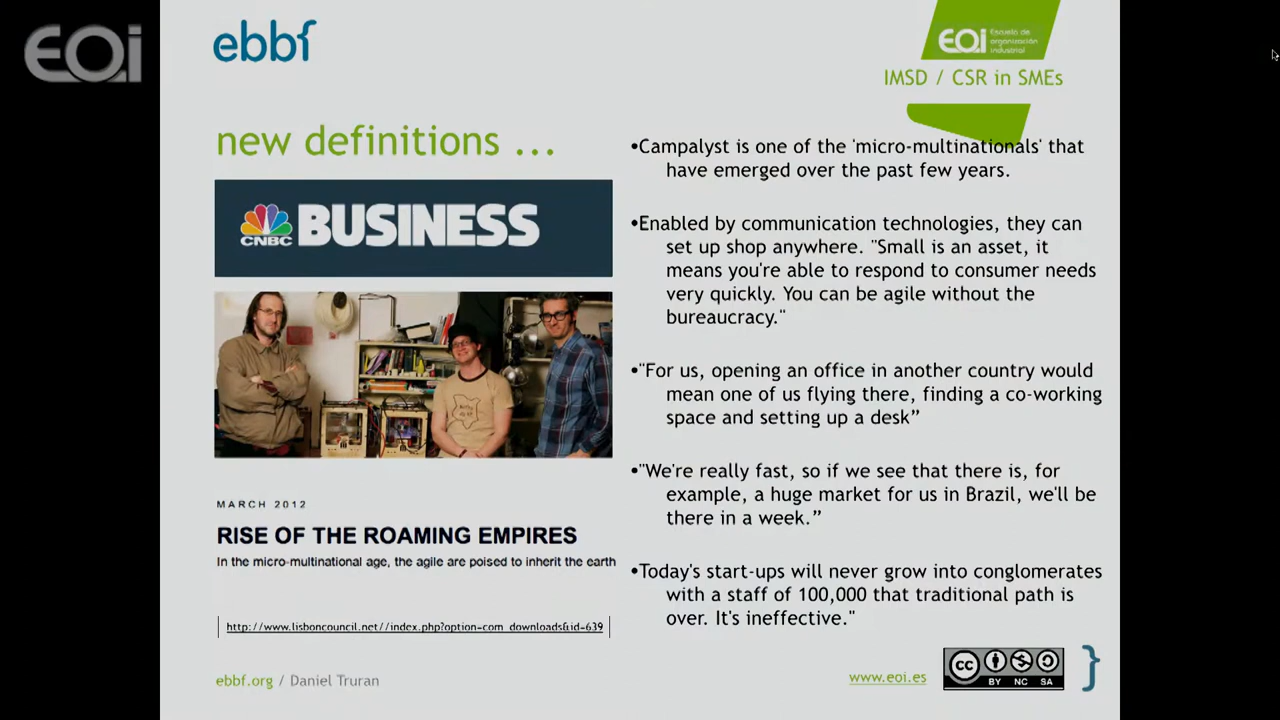 EOi
ebbf
EOi Escuela de
organización
industrial
IMSD / CSR in SMEs
new definitions ...
CNBC BUSINESS
MARCH 2012
RISE OF THE ROAMING EMPIRES
In the micro-multinational age, the agile are poised to inherit the earth
http://www.lisboncouncil.net//index.php?option=com_downloads&id=639
•Campalyst is one of the 'micro-multinationals' that
have emerged over the past few years.
•Enabled by communication technologies, they can
set up shop anywhere. "Small is an asset, it
means you're able to respond to consumer needs
very quickly. You can be agile without the
bureaucracy."
•"For us, opening an office in another country would
mean one of us flying there, finding a co-working
space and setting up a desk”
•"We're really fast, so if we see that there is, for
example, a huge market for us in Brazil, we'll be
there in a week.”
•Today's start-ups will never grow into conglomerates
with a staff of 100,000 that traditional path is
over. It's ineffective."
ebbf.org / Daniel Truran
www.eoi.es
cc
BY NC SA
}